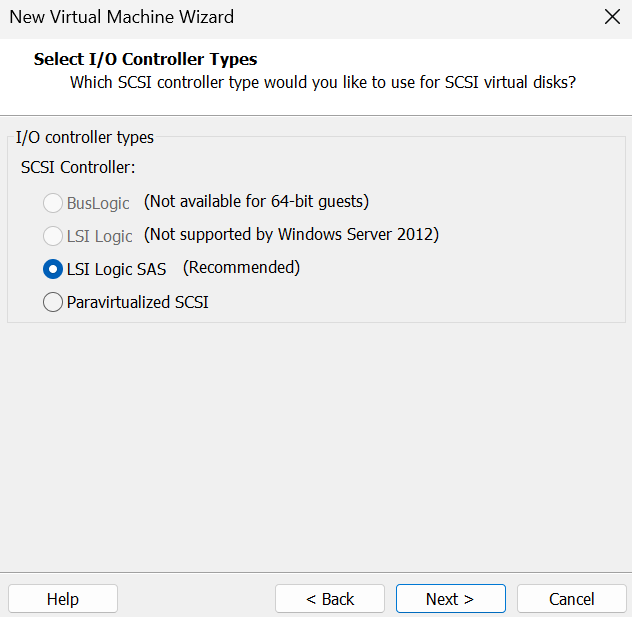 New Virtual Machine Wizard
Select I/O Controller Types
Which SCSI controller type would you like to use for SCSI virtual disks?
I/O controller types
SCSI Controller:
BusLogic (Not available for 64-bit guests)
LSI Logic (Not supported by Windows Server 2012)
LSI Logic SAS (Recommended)
Paravirtualized SCSI
Help < Back Next > Cancel